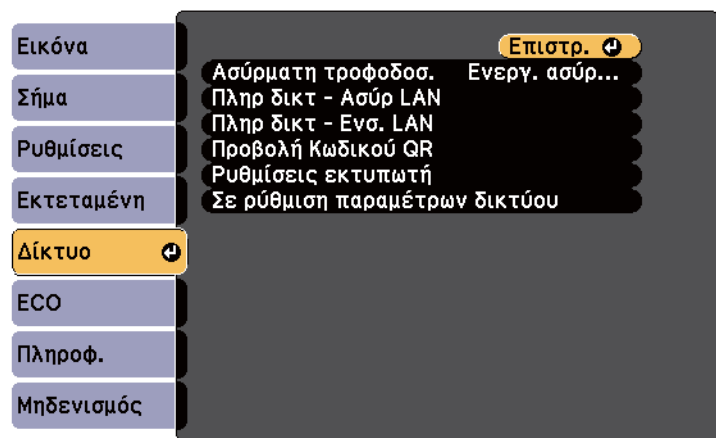 Εικόνα
Σήμα
Ρυθμίσεις
Εκτεταμένη
Δίκτυο
ECO
Πληροφ.
Μηδενισμός
Επιστρ.
Ασύρματη τροφοδοσ. Ενεργ. ασύρ...
Πληρ δικτ - Ασύρ LAN
Πληρ δικτ - Ενσ. LAN
Προβολή Κωδικού QR
Ρυθμίσεις εκτυπωτή
Σε ρύθμιση παραμέτρων δικτύου